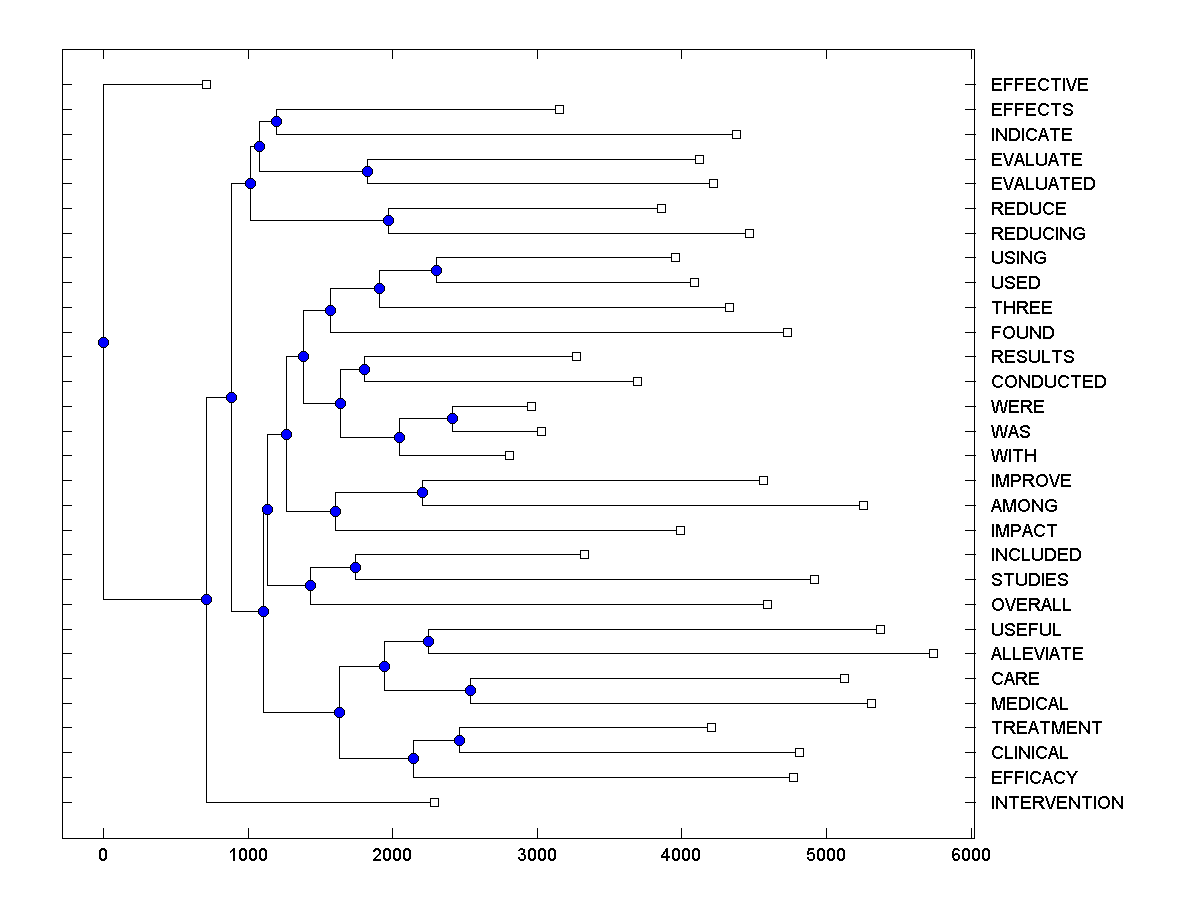 EFFECTIVE
EFFECTS
INDICATE
EVALUATE
EVALUATED
REDUCE
REDUCING
USING
USED
THREE
FOUND
RESULTS
CONDUCTED
WERE
WAS
WITH
IMPROVE
AMONG
IMPACT
INCLUDED
STUDIES
OVERALL
USEFUL
ALLEVIATE
CARE
MEDICAL
TREATMENT
CLINICAL
EFFICACY
INTERVENTION
0 1000 2000 3000 4000 5000 6000